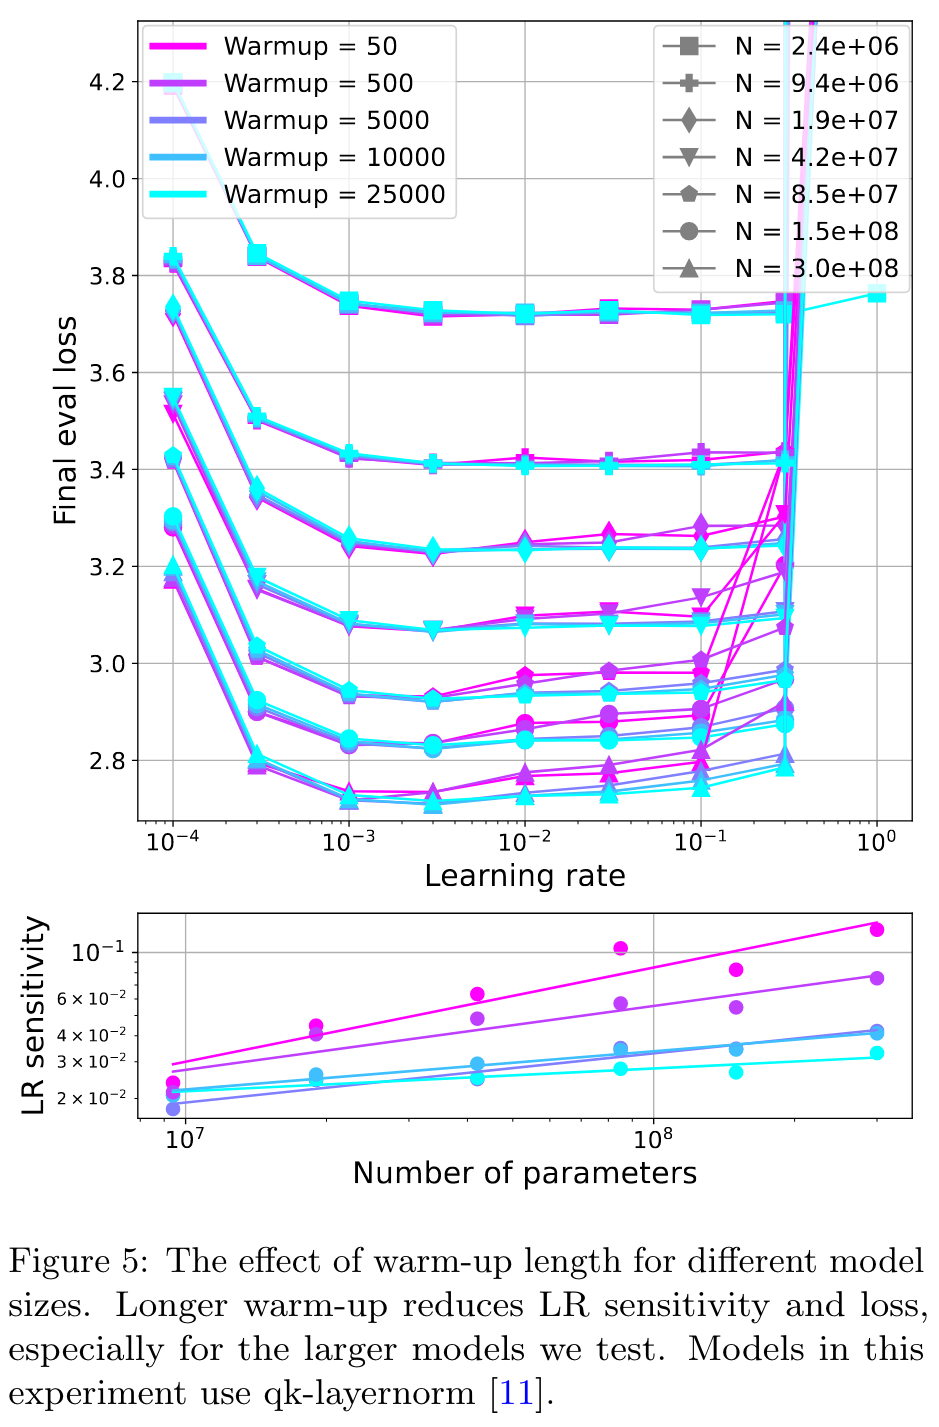 Warmup = 50
Warmup = 500
Warmup = 5000
Warmup = 10000
Warmup = 25000
N = 2.4e+06
N = 9.4e+06
N = 1.9e+07
N = 4.2e+07
N = 8.5e+07
N = 1.5e+08
N = 3.0e+08
Final eval loss
4.2
4.0
3.8
3.6
3.4
3.2
3.0
2.8
10⁻⁴ 10⁻³ 10⁻² 10⁻¹ 10⁰
Learning rate
LR sensitivity
10⁻¹
6 × 10⁻²
4 × 10⁻²
3 × 10⁻²
2 × 10⁻²
10⁷ 10⁸
Number of parameters
Figure 5: The effect of warm-up length for different model
sizes. Longer warm-up reduces LR sensitivity and loss,
especially for the larger models we test. Models in this
experiment use qk-layernorm [11].